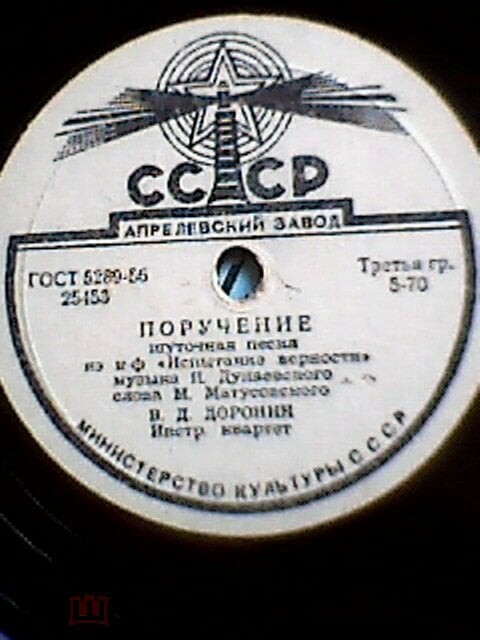 СССР
АПРЕЛЕВСКИЙ ЗАВОД
ГОСТ 5289-56
25453
Третья гр.
5-70
ПОРУЧЕНИЕ
шуточная песня
из к/ф «Испытание верности»
музыка И. Дунаевского
слова М. Матусовского
В. Д. ДОРОНИН
Инстр. квартет
МИНИСТЕРСТВО КУЛЬТУРЫ СССР